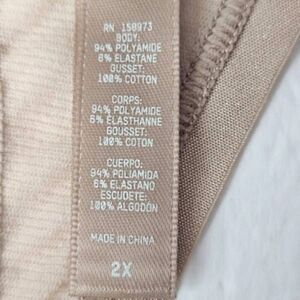 RN 158973
BODY:
94% POLYAMIDE
6% ELASTANE
GUSSET:
100% COTTON
CORPS:
94% POLYAMIDE
6% ÉLASTHANNE
GOUSSET:
100% COTON
CUERPO:
94% POLIAMIDA
6% ELASTANO
ESCUDETE:
100% ALGODÓN
MADE IN CHINA
2X